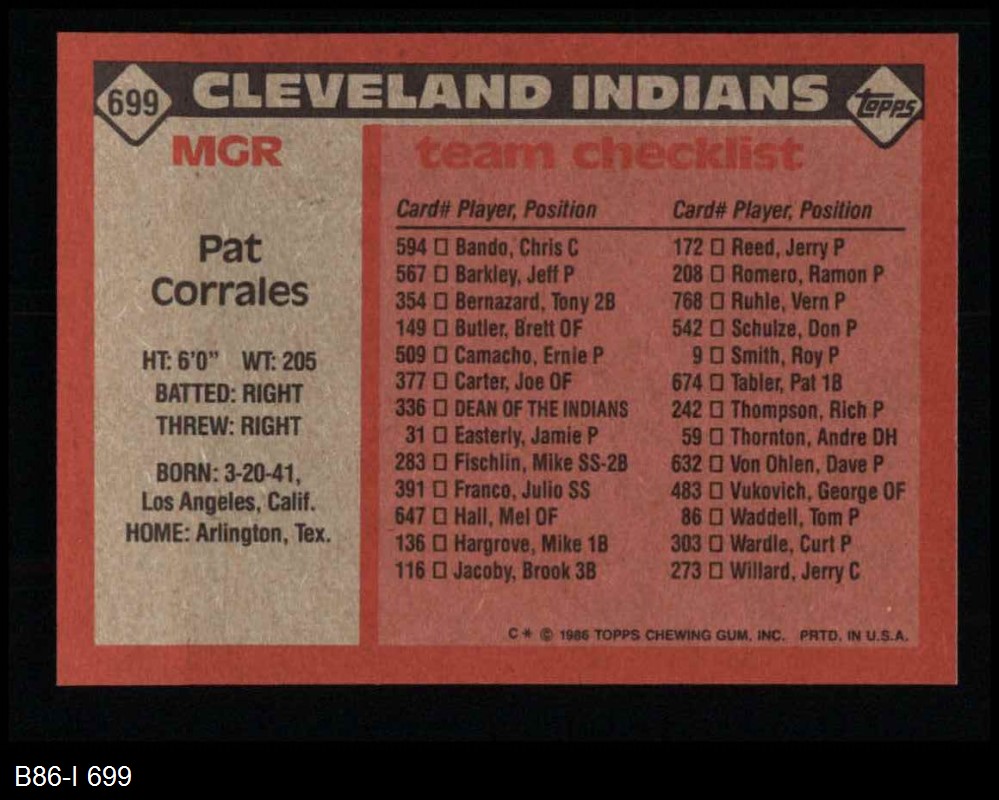 699 CLEVELAND INDIANS topps
MGR
Pat
Corrales
HT: 6'0" WT: 205
BATTED: RIGHT
THREW: RIGHT
BORN: 3-20-41,
Los Angeles, Calif.
HOME: Arlington, Tex.
team checklist
Card# Player, Position
594 □ Bando, Chris C
567 □ Barkley, Jeff P
354 □ Bernazard, Tony 2B
149 □ Butler, Brett OF
509 □ Camacho, Ernie P
377 □ Carter, Joe OF
336 □ DEAN OF THE INDIANS
31 □ Easterly, Jamie P
283 □ Fischlin, Mike SS-2B
391 □ Franco, Julio SS
647 □ Hall, Mel OF
136 □ Hargrove, Mike 1B
116 □ Jacoby, Brook 3B
Card# Player, Position
172 □ Reed, Jerry P
208 □ Romero, Ramon P
768 □ Ruhle, Vern P
542 □ Schulze, Don P
9 □ Smith, Roy P
674 □ Tabler, Pat 1B
242 □ Thompson, Rich P
59 □ Thornton, Andre DH
632 □ Von Ohlen, Dave P
483 □ Vukovich, George OF
86 □ Waddell, Tom P
303 □ Wardle, Curt P
273 □ Willard, Jerry C
C* © 1986 TOPPS CHEWING GUM, INC. PRTD. IN U.S.A.
B86-I 699